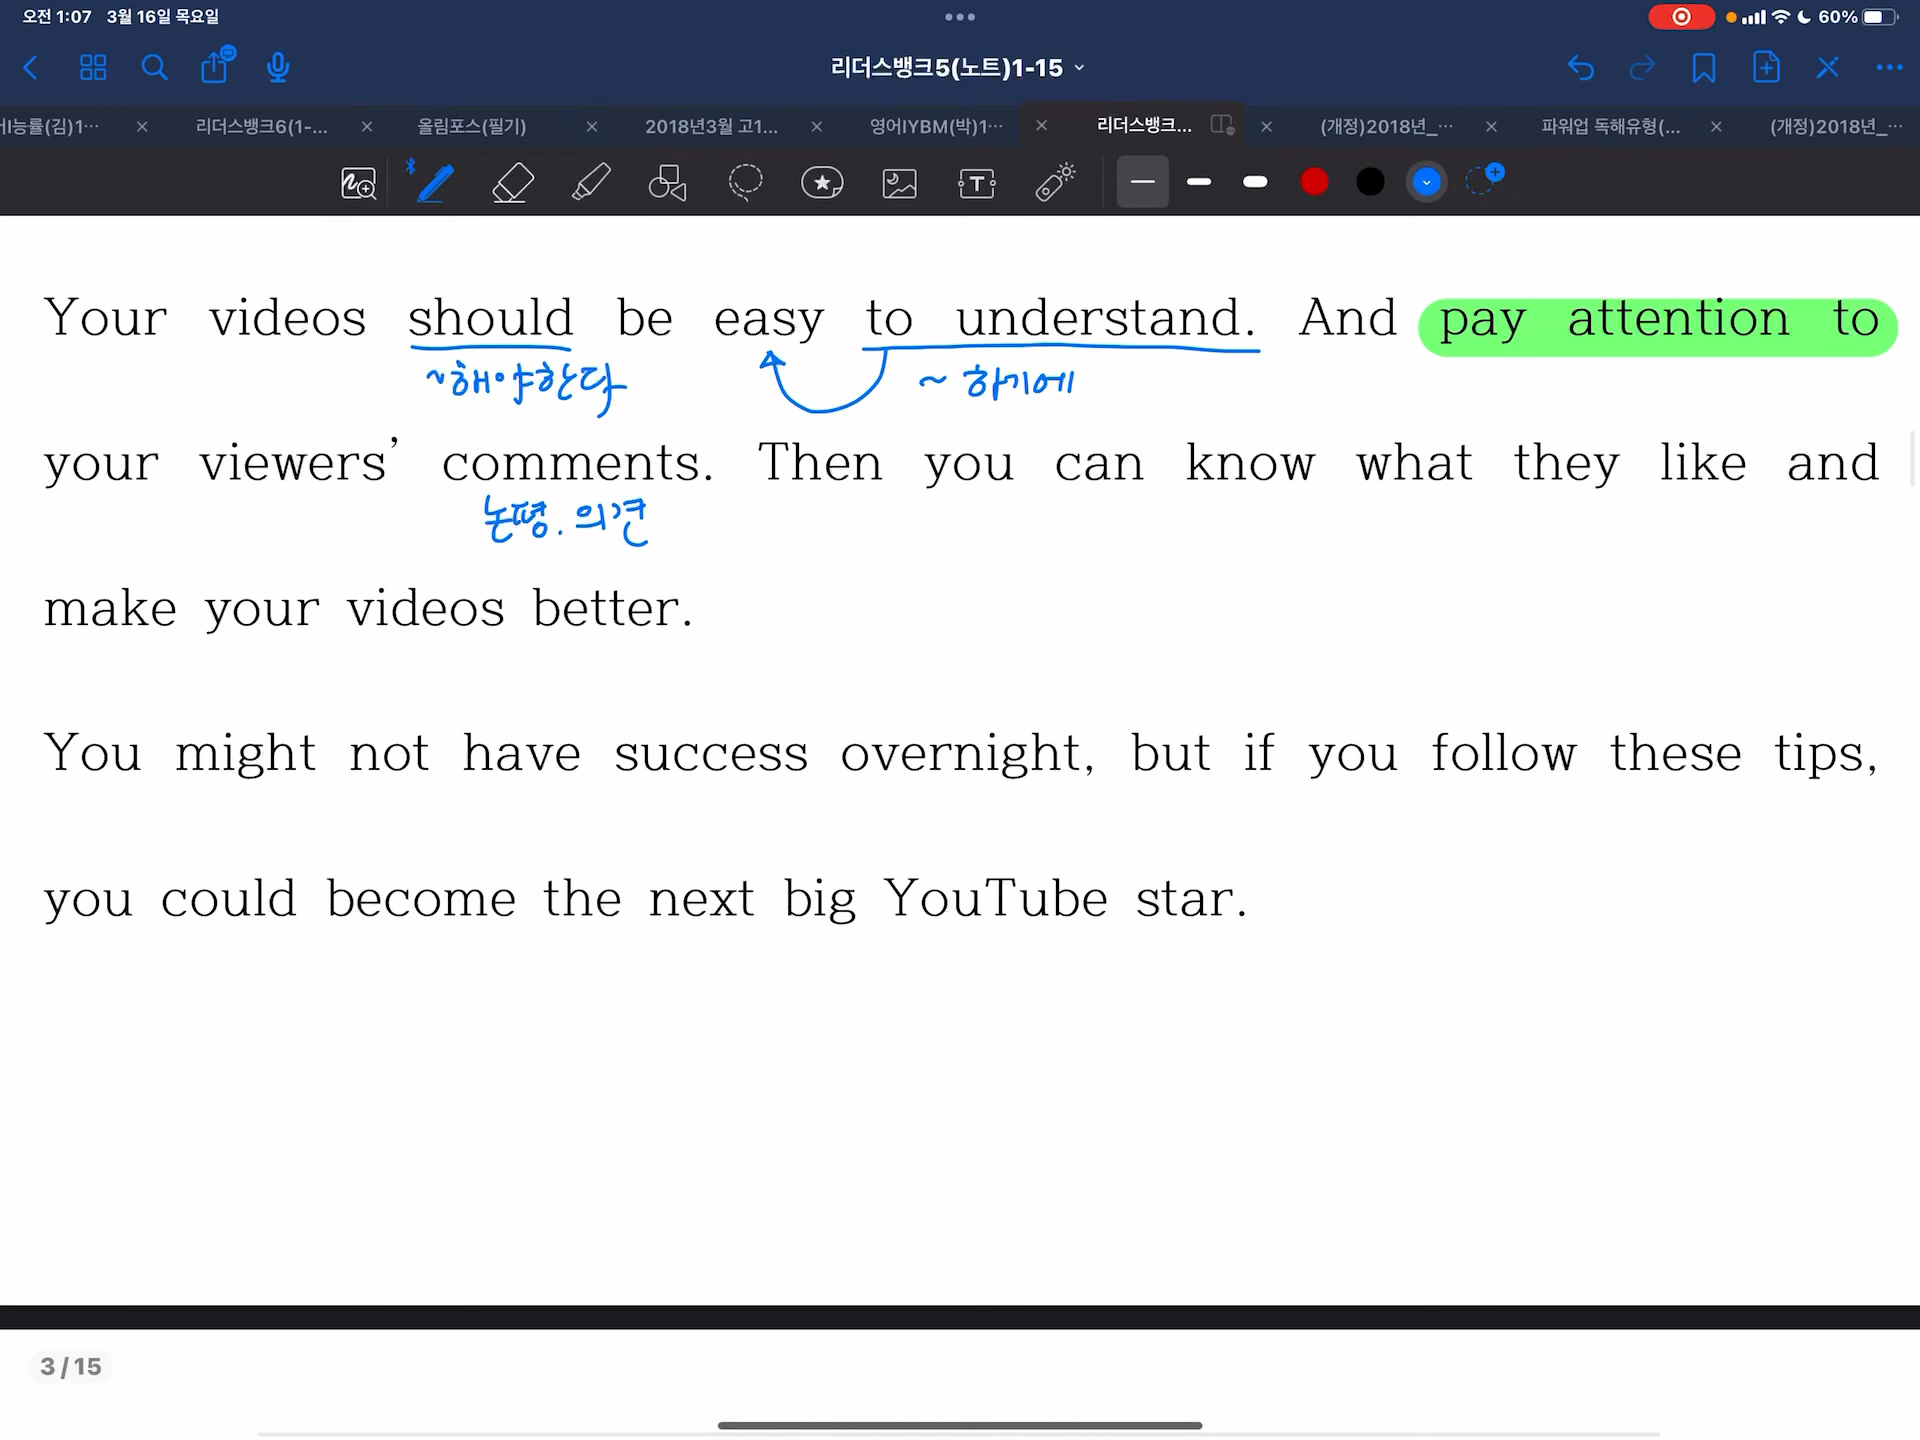 오전 1:07 3월 16일 목요일 60%
리더스뱅크5(노트)1-15
리더스뱅크6(1-... 올림포스(필기) 2018년3월 고1... 영어IYBM(박)1... 리더스뱅크... (개정)2018년_... 파워업 독해유형(... (개정)2018년_...
Your videos should be easy to understand. And pay attention to
~해야한다 ~ 하기에
your viewers' comments. Then you can know what they like and
논평. 의견
make your videos better.
You might not have success overnight, but if you follow these tips,
you could become the next big YouTube star.
3 / 15